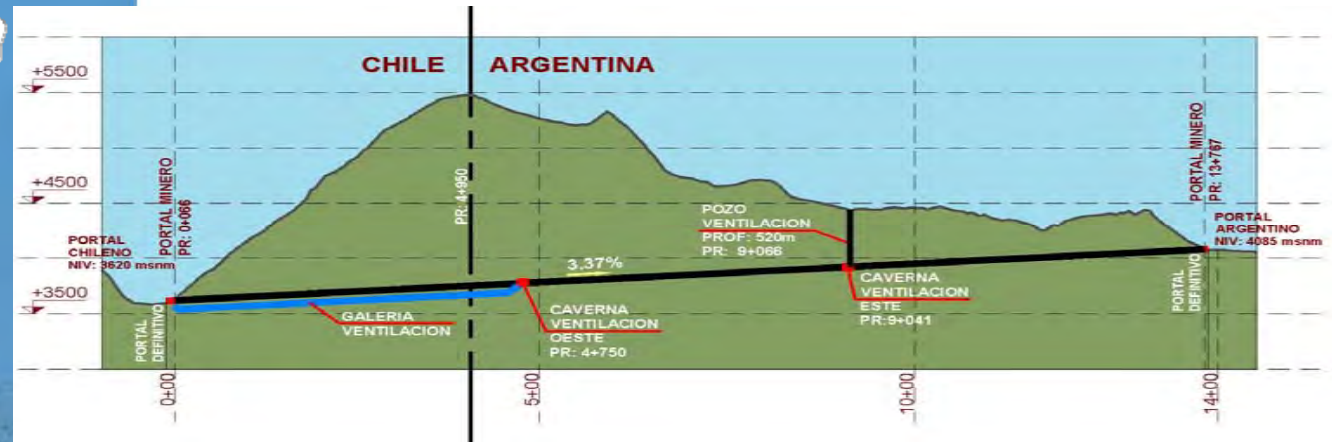 CHILE
ARGENTINA
+5500
+4500
+3500
PORTAL
CHILENO
NIV: 3620 msnm
PORTAL MINERO
PR: 0+066
PORTAL
DEFINITIVO
PR: 4+950
GALERIA
VENTILACION
3.37%
CAVERNA
VENTILACION
OESTE
PR: 4+750
POZO
VENTILACION
PROF: 520m
PR: 9+066
CAVERNA
VENTILACION
ESTE
PR:9+041
PORTAL MINERO
PR: 13+767
PORTAL
ARGENTINO
NIV: 4085 msnm
PORTAL
DEFINITIVO
0+00
5+00
10+00
14+00